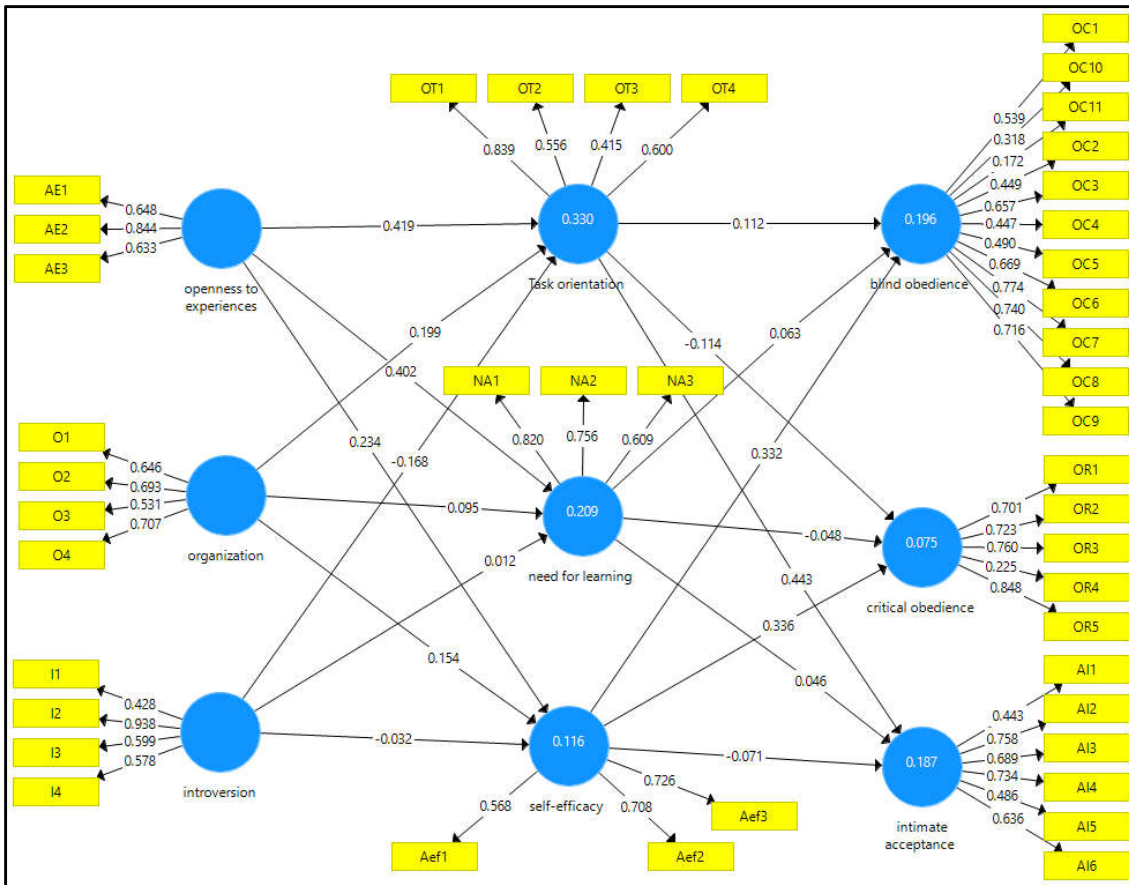 OC1
OC10
OC11
OC2
OC3
OC4
OC5
OC6
OC7
OC8
OC9
0.539
0.318
0.172
0.449
0.657
0.447
0.490
0.669
0.774
0.740
0.716
OT1 OT2 OT3 OT4
0.839 0.556 0.415 0.600
AE1
AE2
AE3
0.648
0.844
0.633
openness to
experiences
0.419
0.330
Task orientation
0.112
0.196
blind obedience
0.199
0.402
0.234
-0.168
-0.114
0.063
NA1 NA2 NA3
0.820 0.756 0.609
0.332
O1
O2
O3
O4
0.646
0.693
0.531
0.707
organization
0.095
0.209
need for learning
-0.048
0.075
critical obedience
OR1
OR2
OR3
OR4
OR5
0.701
0.723
0.760
0.225
0.848
0.012
0.443
0.336
0.154
0.046
I1
I2
I3
I4
0.428
0.938
0.599
0.578
introversion
-0.032
0.116
self-efficacy
-0.071
0.187
intimate
acceptance
AI1
AI2
AI3
AI4
AI5
AI6
0.443
0.758
0.689
0.734
0.486
0.636
0.568 0.708 0.726
Aef1 Aef2 Aef3